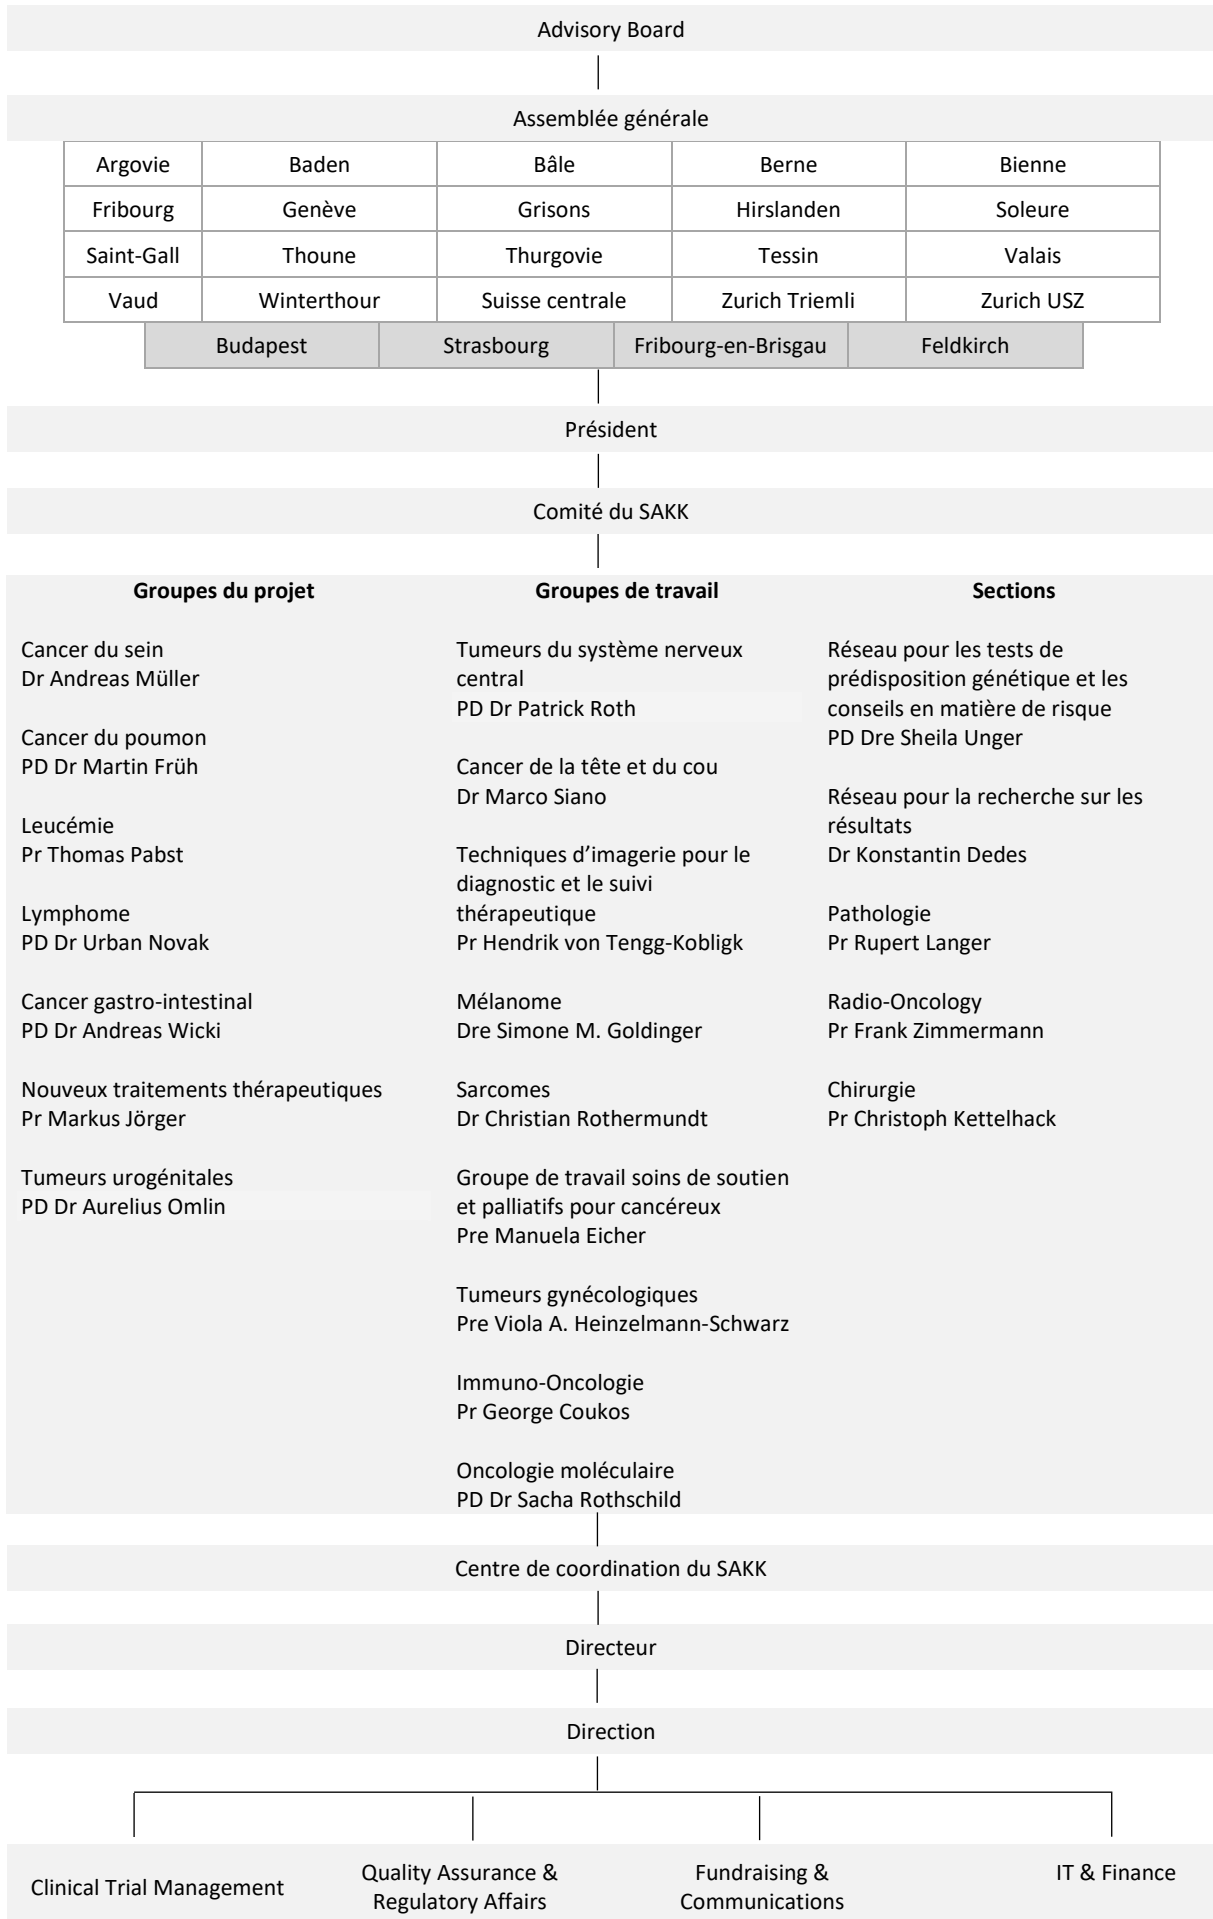 Advisory Board
Assemblée générale
Argovie Baden Bâle Berne Bienne
Fribourg Genève Grisons Hirslanden Soleure
Saint-Gall Thoune Thurgovie Tessin Valais
Vaud Winterthour Suisse centrale Zurich Triemli Zurich USZ
Budapest Strasbourg Fribourg-en-Brisgau Feldkirch
Président
Comité du SAKK
Groupes du projet
Cancer du sein
Dr Andreas Müller
Cancer du poumon
PD Dr Martin Früh
Leucémie
Pr Thomas Pabst
Lymphome
PD Dr Urban Novak
Cancer gastro-intestinal
PD Dr Andreas Wicki
Nouveux traitements thérapeutiques
Pr Markus Jörger
Tumeurs urogénitales
PD Dr Aurelius Omlin
Groupes de travail
Tumeurs du système nerveux
central
PD Dr Patrick Roth
Cancer de la tête et du cou
Dr Marco Siano
Techniques d’imagerie pour le
diagnostic et le suivi
thérapeutique
Pr Hendrik von Tengg-Kobligk
Mélanome
Dre Simone M. Goldinger
Sarcomes
Dr Christian Rothermundt
Groupe de travail soins de soutien
et palliatifs pour cancéreux
Pre Manuela Eicher
Tumeurs gynécologiques
Pre Viola A. Heinzelmann-Schwarz
Immuno-Oncologie
Pr George Coukos
Oncologie moléculaire
PD Dr Sacha Rothschild
Sections
Réseau pour les tests de
prédisposition génétique et les
conseils en matière de risque
PD Dre Sheila Unger
Réseau pour la recherche sur les
résultats
Dr Konstantin Dedes
Pathologie
Pr Rupert Langer
Radio-Oncology
Pr Frank Zimmermann
Chirurgie
Pr Christoph Kettelhack
Centre de coordination du SAKK
Directeur
Direction
Clinical Trial Management
Quality Assurance &
Regulatory Affairs
Fundraising &
Communications
IT & Finance